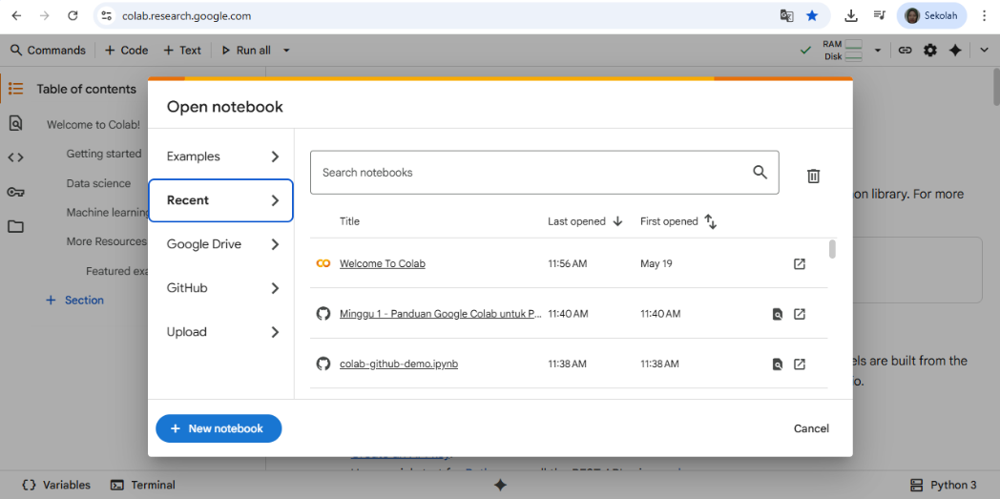 colab.research.google.com
Sekolah
Commands + Code + Text Run all
RAM
Disk
Table of contents
Welcome to Colab!
Getting started
Data science
Machine learning
More Resources
Featured
+ Section
Open notebook
Examples
Recent
Google Drive
GitHub
Upload
Search notebooks
Title Last opened First opened
Welcome To Colab 11:56 AM May 19
Minggu 1 - Panduan Google Colab untuk P... 11:40 AM 11:40 AM
colab-github-demo.ipynb 11:38 AM 11:38 AM
+ New notebook
Cancel
library. For more
are built from the
Variables Terminal
Python 3